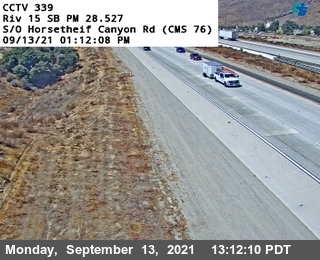 CCTV 339
Riv 15 SB PM 28.527
S/O Horsetheif Canyon Rd (CMS 76)
09/13/21 01:12:08 PM
Monday, September 13, 2021 13:12:10 PDT